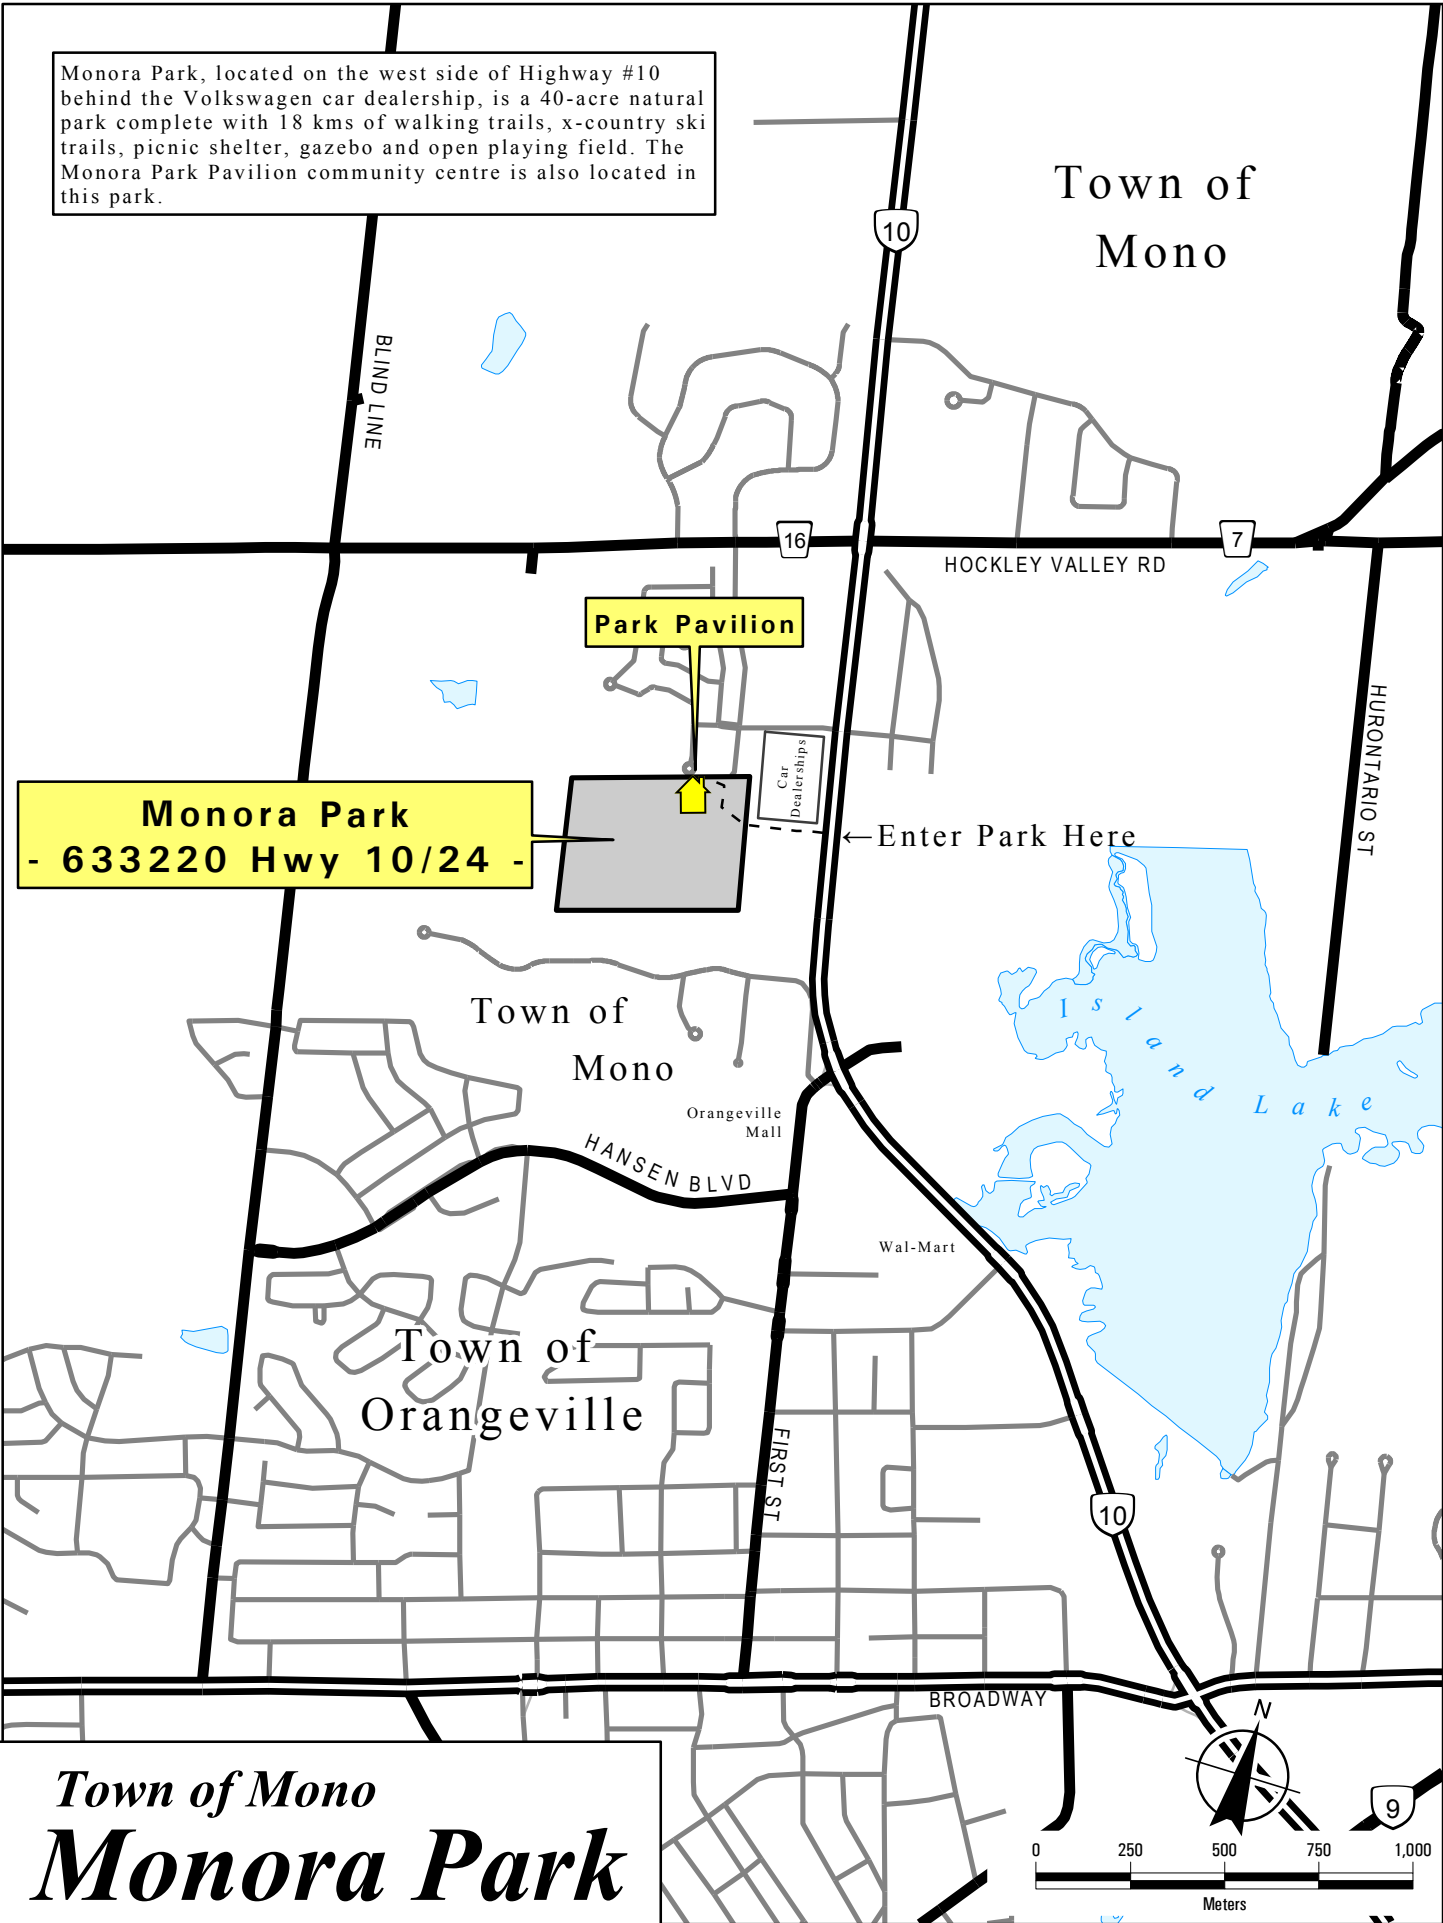 Monora Park, located on the west side of Highway #10
behind the Volkswagen car dealership, is a 40-acre natural
park complete with 18 kms of walking trails, x-country ski
trails, picnic shelter, gazebo and open playing field. The
Monora Park Pavilion community centre is also located in
this park.
Town of
Mono
10
BLIND LINE
16
7
HOCKLEY VALLEY RD
Park Pavilion
HURONTARIO ST
Car
Dealerships
Monora Park
- 633220 Hwy 10/24 -
←Enter Park Here
Island Lake
Town of
Mono
Orangeville
Mall
HANSEN BLVD
Wal-Mart
Town of
Orangeville
FIRST ST
10
BROADWAY
N
9
Town of Mono
Monora Park
0 250 500 750 1,000
Meters